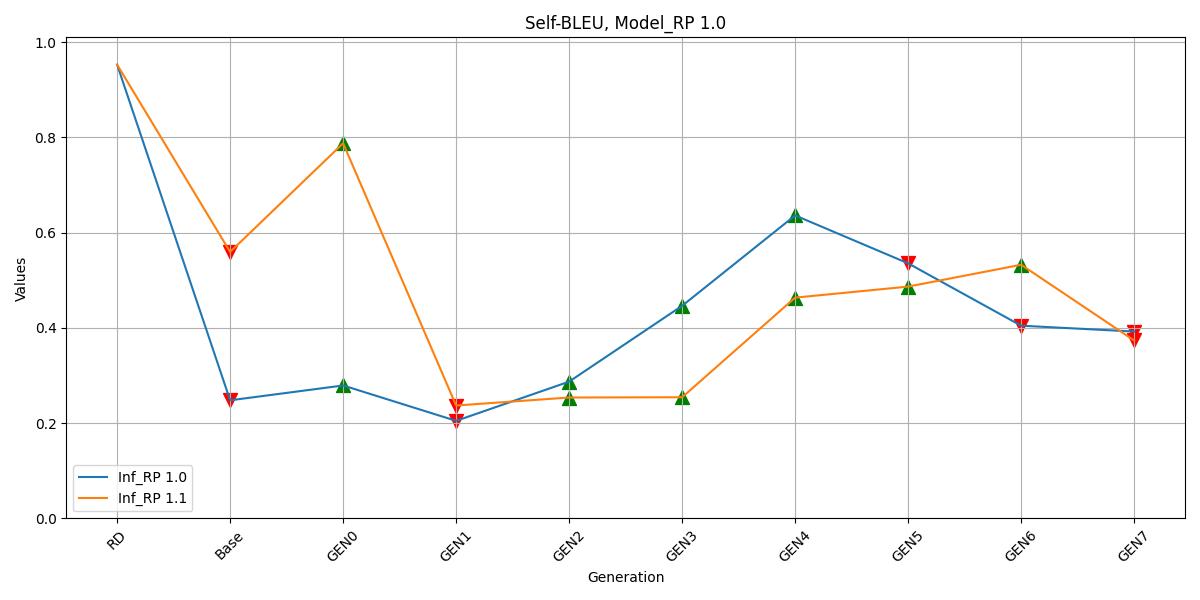 Self-BLEU, Model_RP 1.0
Values
1.0
0.8
0.6
0.4
0.2
0.0
Inf_RP 1.0
Inf_RP 1.1
RD
Base
GEN0
GEN1
GEN2
GEN3
GEN4
GEN5
GEN6
GEN7
Generation